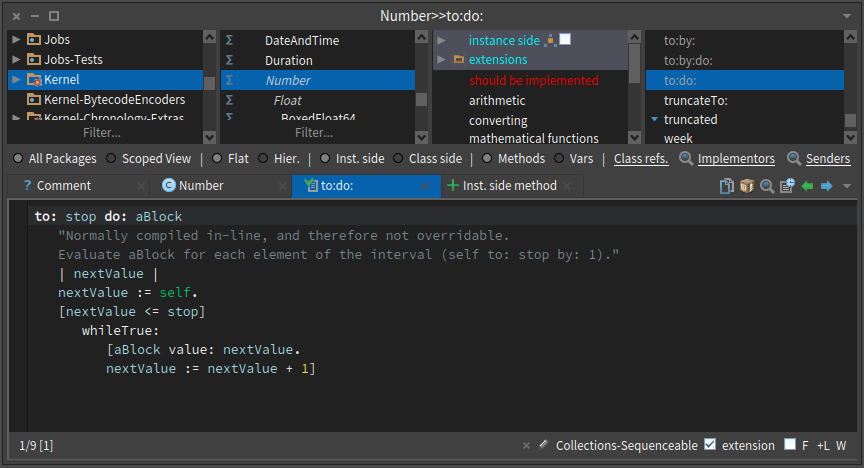 Number>>to:do:
Jobs
Jobs-Tests
Kernel
Kernel-BytecodeEncoders
Kernel-Chronology-Extras
Filter...
DateAndTime
Duration
Number
Float
BoxedFloat64
Filter...
instance side
extensions
should be implemented
arithmetic
converting
mathematical functions
to:by:
to:by:do:
to:do:
truncateTo:
truncated
week
All Packages Scoped View | Flat Hier. | Inst. side Class side | Methods Vars | Class refs. Implementors Senders
? Comment Number to:do: Inst. side method
to: stop do: aBlock
"Normally compiled in-line, and therefore not overridable.
Evaluate aBlock for each element of the interval (self to: stop by: 1)."
| nextValue |
nextValue := self.
[nextValue <= stop]
whileTrue:
[aBlock value: nextValue.
nextValue := nextValue + 1]
1/9 [1] Collections-Sequenceable extension F +L W